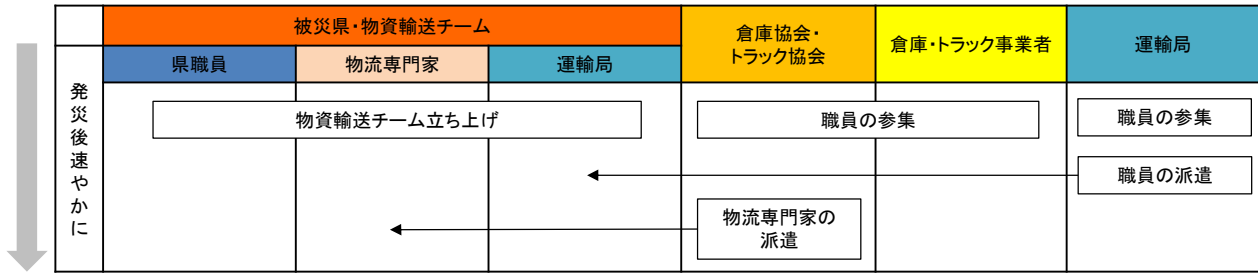 被災県・物資輸送チーム
倉庫協会・
トラック協会
倉庫・トラック事業者
運輸局
県職員
物流専門家
運輸局
発災後速やかに
物資輸送チーム立ち上げ
職員の参集
職員の参集
職員の派遣
物流専門家の
派遣